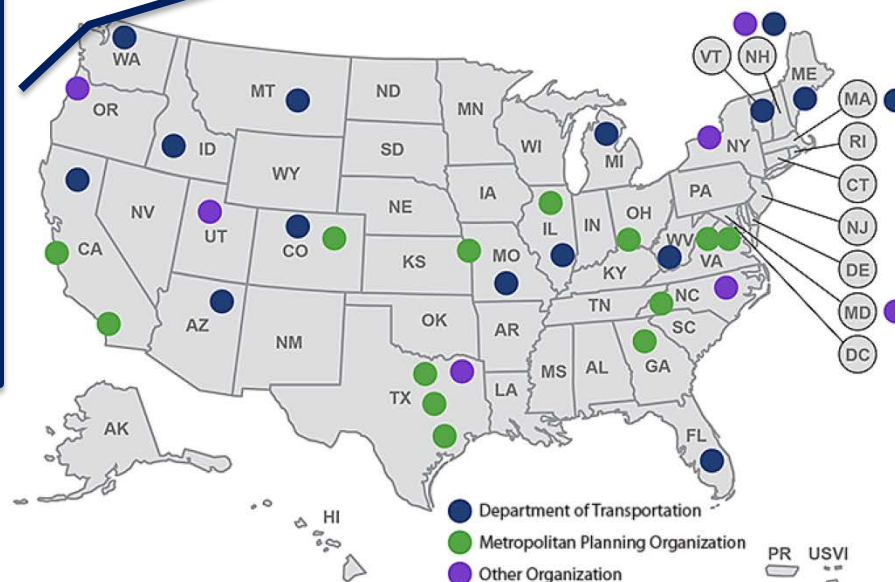 WA
VT
NH
ME
MT
ND
MN
OR
MA
ID
SD
WI
MI
NY
RI
WY
CT
IA
PA
NE
NV
NJ
IL
IN
OH
UT
CO
CA
WV
MO
VA
KS
DE
KY
NC
MD
TN
AZ
OK
SC
AR
NM
DC
MS
AL
GA
TX
LA
AK
FL
Department of Transportation
HI
Metropolitan Planning Organization
PR
USVI
Other Organization